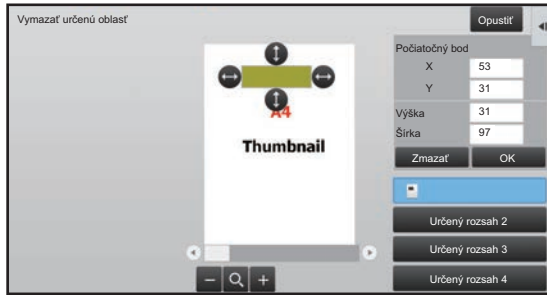 Vymazať určenú oblasť
Opustiť
Počiatočný bod
X 53
Y 31
Výška 31
Šírka 97
Zmazať OK
A4
Thumbnail
Určený rozsah 2
Určený rozsah 3
Určený rozsah 4